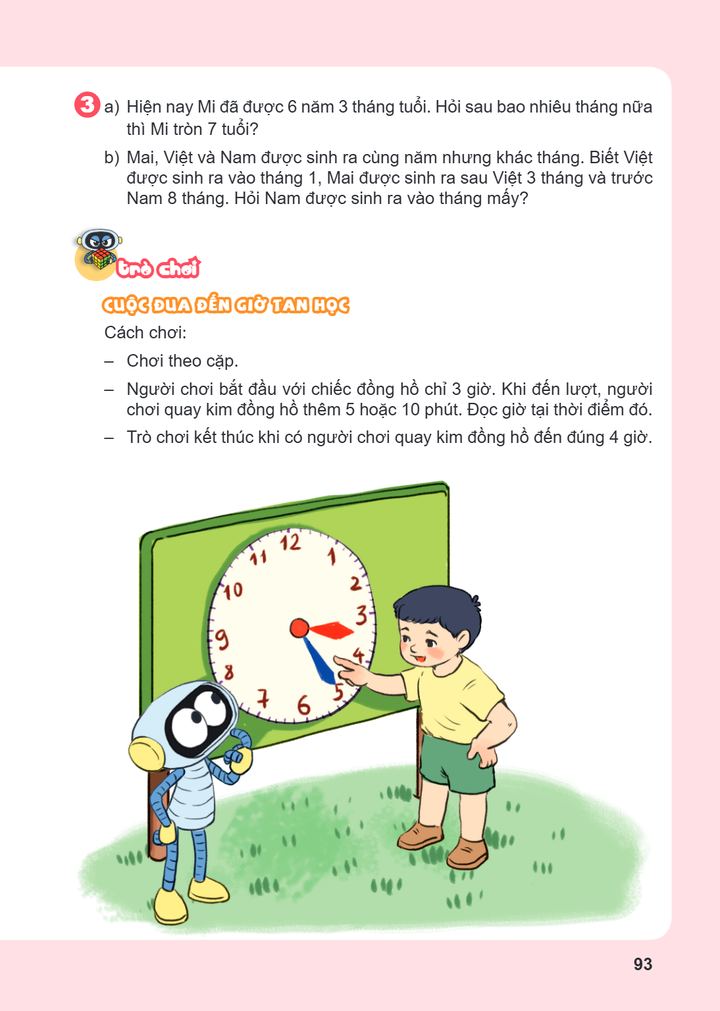 3 a) Hiện nay Mi đã được 6 năm 3 tháng tuổi. Hỏi sau bao nhiêu tháng nữa
thì Mi tròn 7 tuổi?
b) Mai, Việt và Nam được sinh ra cùng năm nhưng khác tháng. Biết Việt
được sinh ra vào tháng 1, Mai được sinh ra sau Việt 3 tháng và trước
Nam 8 tháng. Hỏi Nam được sinh ra vào tháng mấy?
trò chơi
CUỘC ĐUA ĐẾN GIỜ TAN HỌC
Cách chơi:
– Chơi theo cặp.
– Người chơi bắt đầu với chiếc đồng hồ chỉ 3 giờ. Khi đến lượt, người
chơi quay kim đồng hồ thêm 5 hoặc 10 phút. Đọc giờ tại thời điểm đó.
– Trò chơi kết thúc khi có người chơi quay kim đồng hồ đến đúng 4 giờ.
12
1
2
3
4
5
6
7
8
9
10
11
93